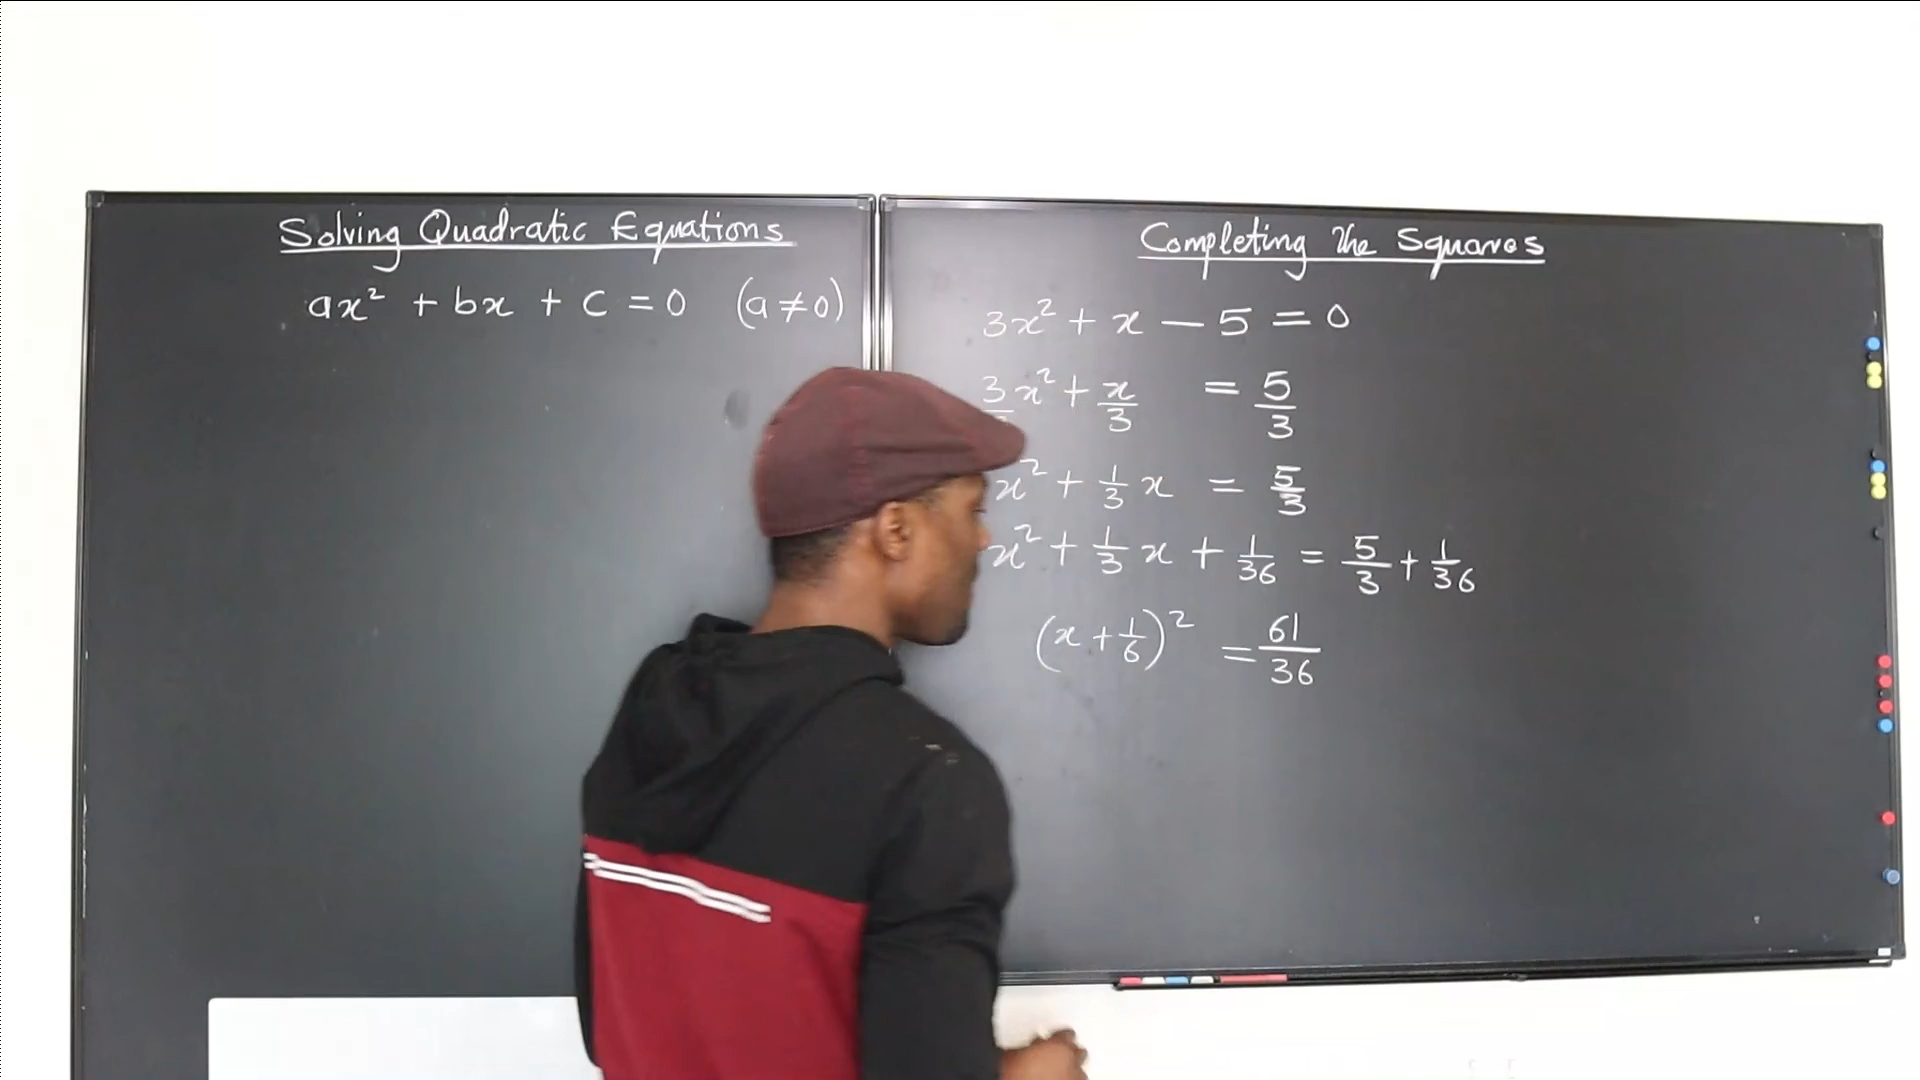 Solving Quadratic Equations
ax² + bx + c = 0 (a ≠ 0)
Completing the Squares
3x² + x − 5 = 0
3x² + x/3 = 5/3
x² + 1/3 x = 5/3
x² + 1/3 x + 1/36 = 5/3 + 1/36
(x + 1/6)² = 61/36